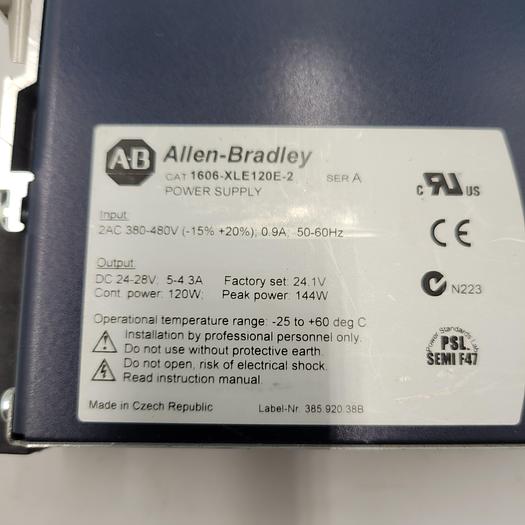 A-B Allen-Bradley
CAT 1606-XLE120E-2 SER A
POWER SUPPLY
Input:
2AC 380-480V (-15% +20%); 0.9A; 50-60Hz
Output:
DC 24-28V; 5-4.3A Factory set: 24.1V
Cont. power: 120W; Peak power: 144W
Operational temperature range: -25 to +60 deg C
Installation by professional personnel only.
Do not use without protective earth.
Do not open, risk of electrical shock.
Read instruction manual.
Made in Czech Republic Label-Nr. 385.920.38B
C RU US
CE
N223
Power Standards Lab
PSL
SEMI F47